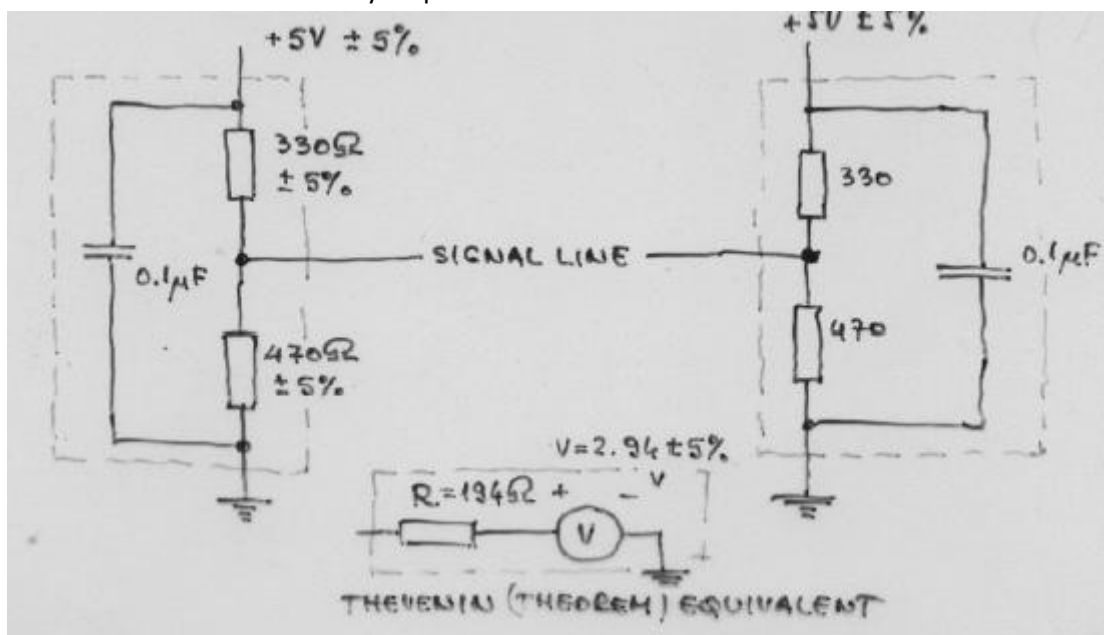 +5V ± 5%
+5V ± 5%
330Ω
± 5%
330
SIGNAL LINE
0.1μF
0.1μF
470Ω
± 5%
470
V=2.94 ±5%
R=194Ω + - V
V
THEVENIN (THEOREM) EQUIVALENT